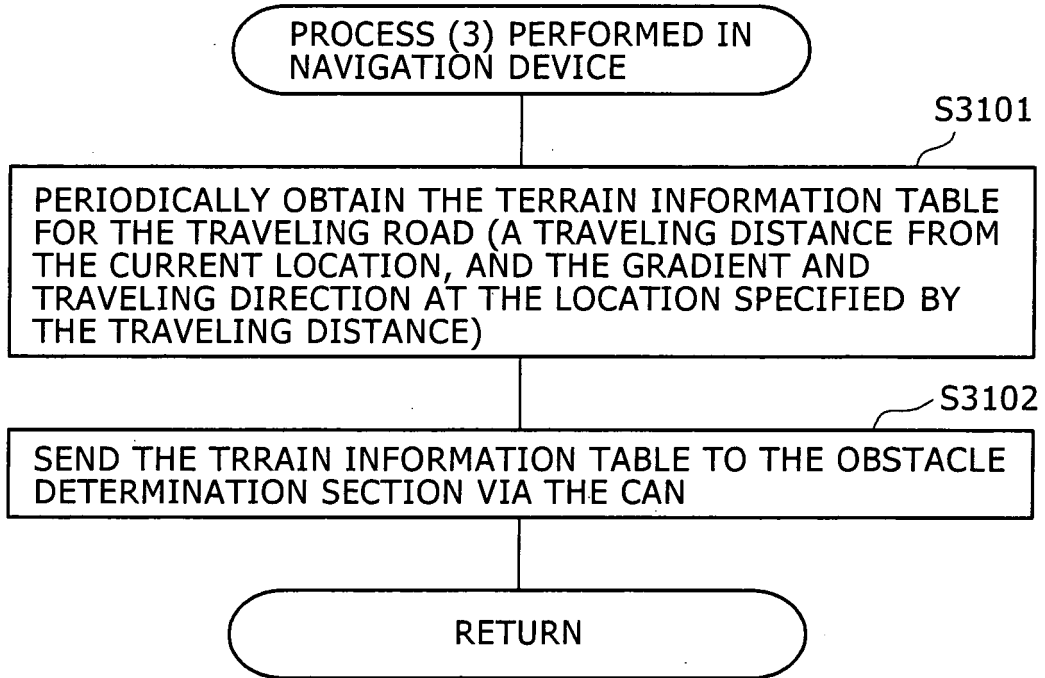 PROCESS (3) PERFORMED IN
NAVIGATION DEVICE
S3101
PERIODICALLY OBTAIN THE TERRAIN INFORMATION TABLE
FOR THE TRAVELING ROAD (A TRAVELING DISTANCE FROM
THE CURRENT LOCATION, AND THE GRADIENT AND
TRAVELING DIRECTION AT THE LOCATION SPECIFIED BY
THE TRAVELING DISTANCE)
S3102
SEND THE TRRAIN INFORMATION TABLE TO THE OBSTACLE
DETERMINATION SECTION VIA THE CAN
RETURN